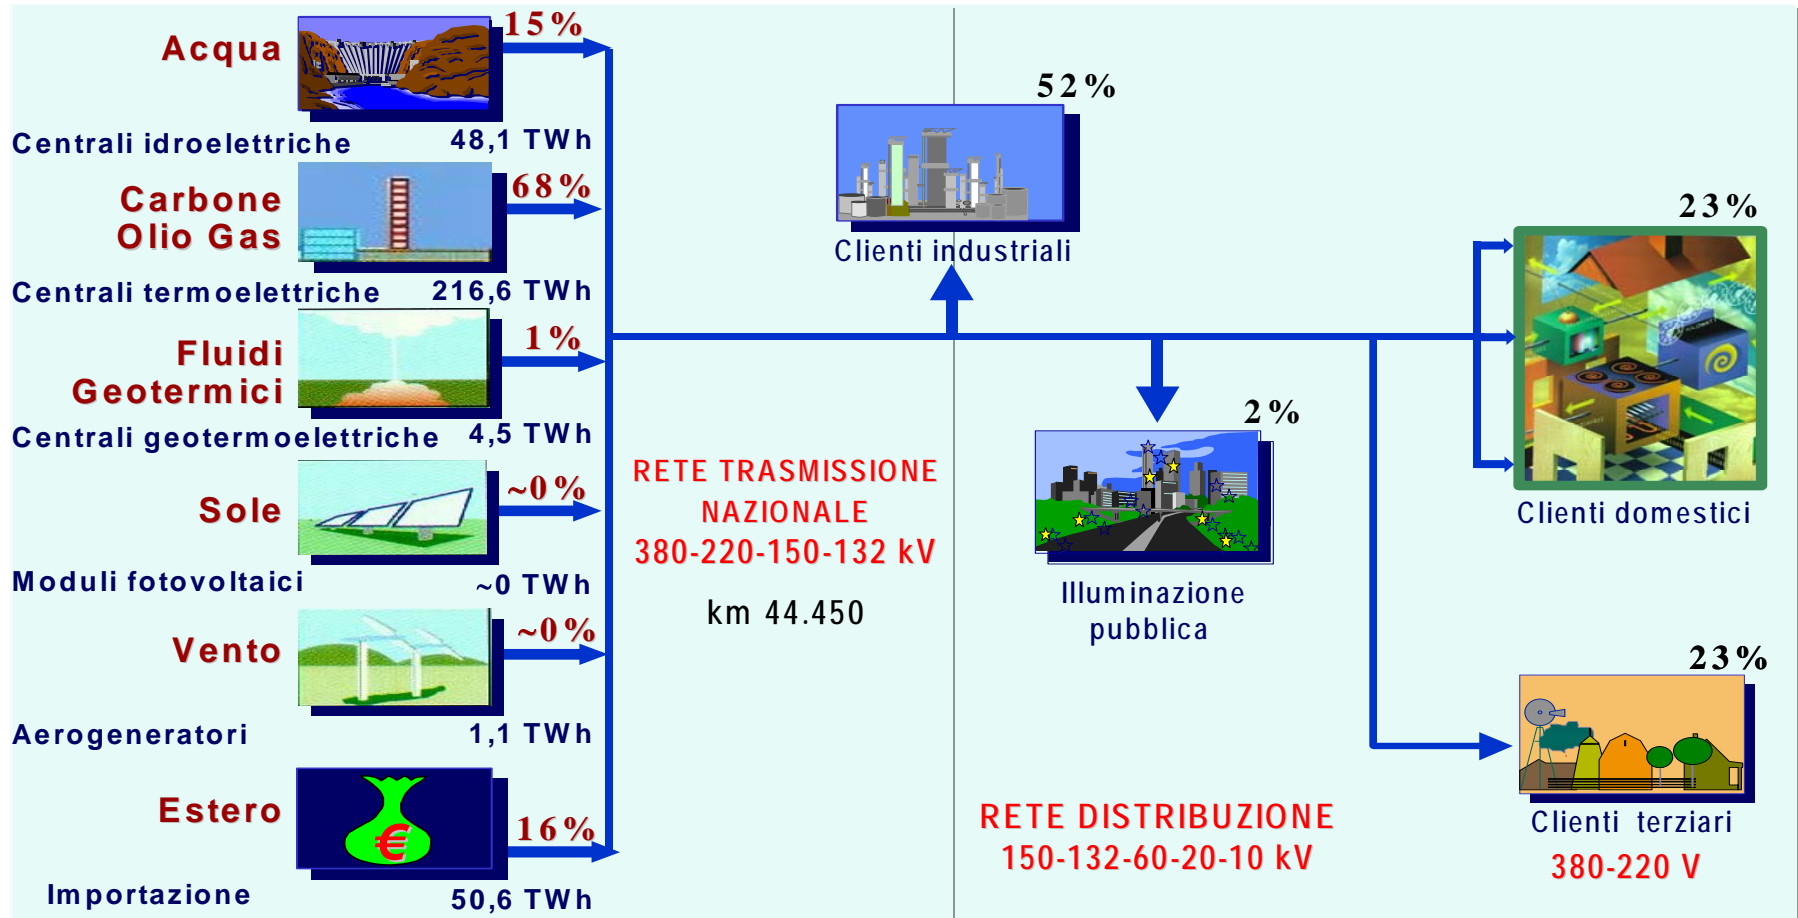 Acqua
15%
Centrali idroelettriche
48,1 TWh
Carbone
Olio Gas
68%
Centrali termoelettriche
216,6 TWh
Fluidi
Geotermici
1%
Centrali geotermoelettriche
4,5 TWh
Sole
~0%
Moduli fotovoltaici
~0 TWh
Vento
~0%
Aerogeneratori
1,1 TWh
Estero
€
16%
Importazione
50,6 TWh
RETE TRASMISSIONE
NAZIONALE
380-220-150-132 kV
km 44.450
52%
Clienti industriali
2%
Illuminazione
pubblica
RETE DISTRIBUZIONE
150-132-60-20-10 kV
23%
Clienti domestici
23%
Clienti terziari
380-220 V